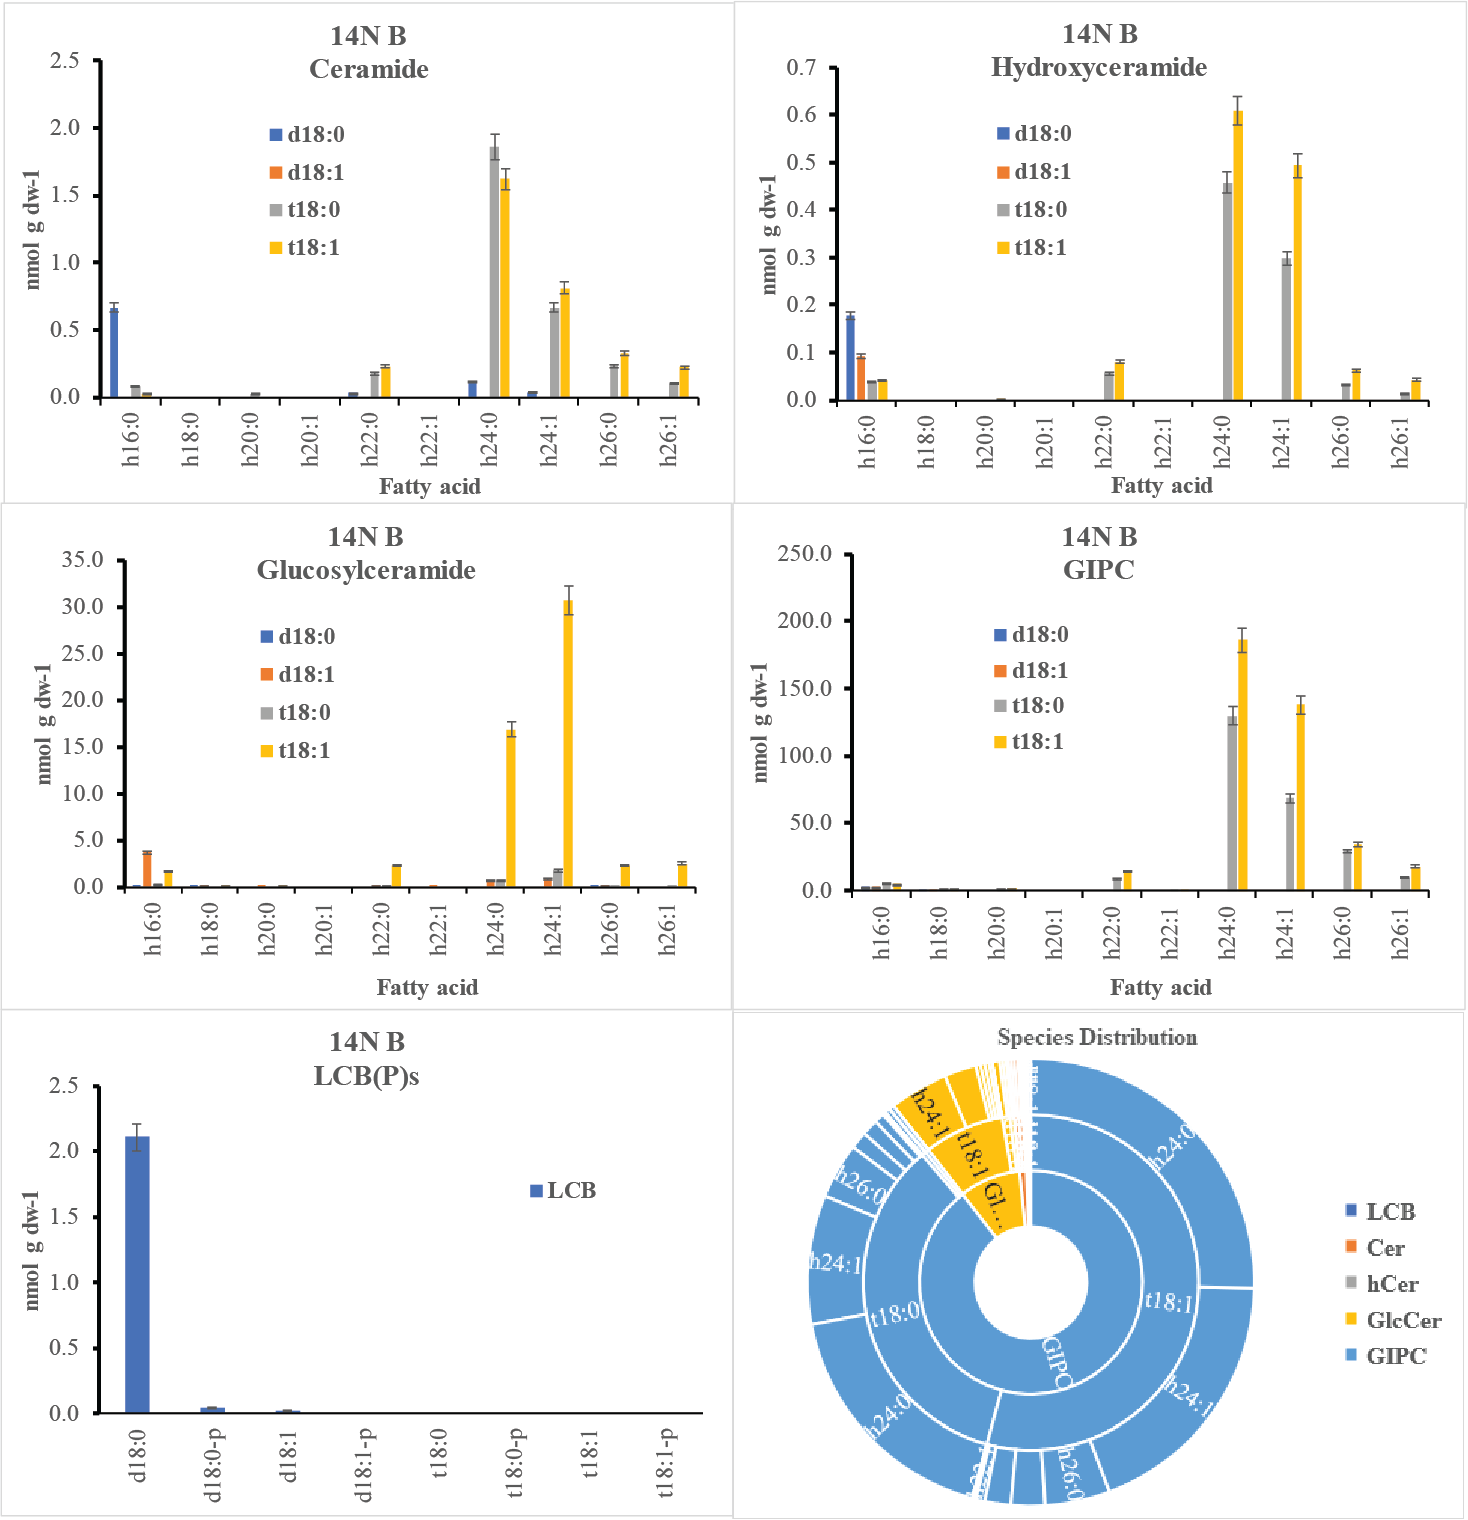 14N B
Ceramide
2.5
2.0
1.5
1.0
0.5
0.0
nmol g dw-1
d18:0
d18:1
t18:0
t18:1
h16:0
h18:0
h20:0
h20:1
h22:0
h22:1
h24:0
h24:1
h26:0
h26:1
Fatty acid
14N B
Hydroxyceramide
0.7
0.6
0.5
0.4
0.3
0.2
0.1
0.0
nmol g dw-1
d18:0
d18:1
t18:0
t18:1
h16:0
h18:0
h20:0
h20:1
h22:0
h22:1
h24:0
h24:1
h26:0
h26:1
Fatty acid
14N B
Glucosylceramide
35.0
30.0
25.0
20.0
15.0
10.0
5.0
0.0
nmol g dw-1
d18:0
d18:1
t18:0
t18:1
h16:0
h18:0
h20:0
h20:1
h22:0
h22:1
h24:0
h24:1
h26:0
h26:1
Fatty acid
14N B
GIPC
250.0
200.0
150.0
100.0
50.0
0.0
nmol g dw-1
d18:0
d18:1
t18:0
t18:1
h16:0
h18:0
h20:0
h20:1
h22:0
h22:1
h24:0
h24:1
h26:0
h26:1
Fatty acid
14N B
LCB(P)s
2.5
2.0
1.5
1.0
0.5
0.0
nmol g dw-1
LCB
d18:0
d18:0-p
d18:1
d18:1-p
t18:0
t18:0-p
t18:1
t18:1-p
Species Distribution
h24:0
t18:1
GIPC
h24:1
h26:0
h24:0
t18:0
h24:1
h26:0
h24:1
t18:1
Gl...
LCB
Cer
hCer
GlcCer
GIPC